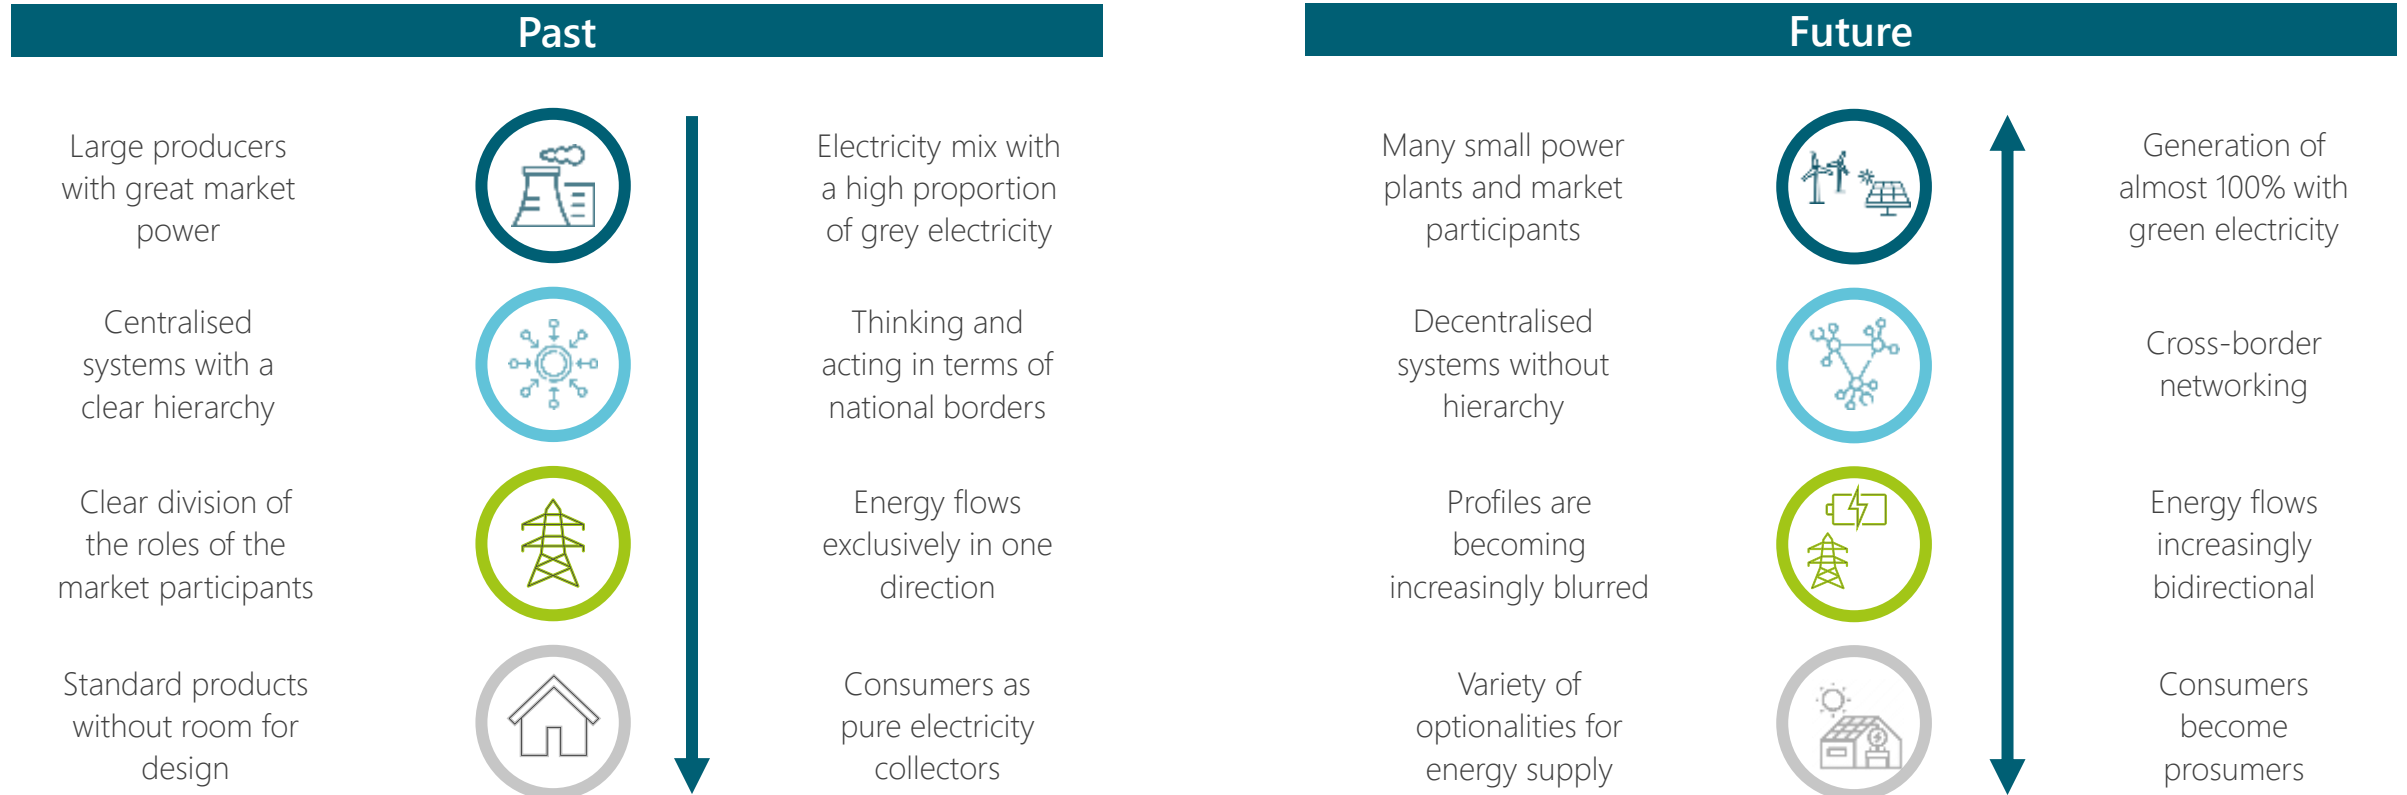 Past
Large producers
with great market
power
Electricity mix with
a high proportion
of grey electricity
Centralised
systems with a
clear hierarchy
Thinking and
acting in terms of
national borders
Clear division of
the roles of the
market participants
Energy flows
exclusively in one
direction
Standard products
without room for
design
Consumers as
pure electricity
collectors
Future
Many small power
plants and market
participants
Generation of
almost 100% with
green electricity
Decentralised
systems without
hierarchy
Cross-border
networking
Profiles are
becoming
increasingly blurred
Energy flows
increasingly
bidirectional
Variety of
optionalities for
energy supply
Consumers
become
prosumers